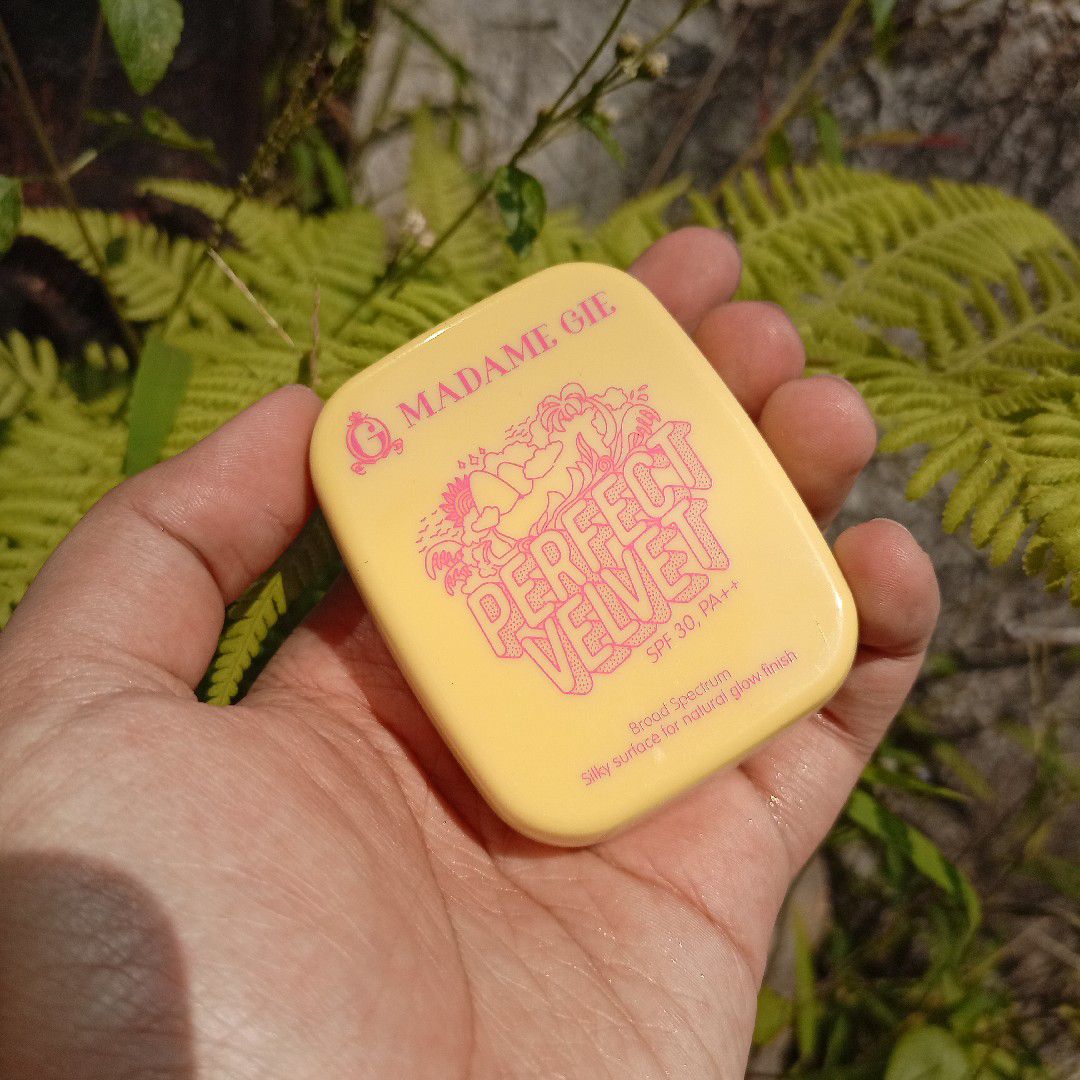 G MADAME GIE
PERFECT
VELVET
SPF 30, PA++
Broad Spectrum
Silky surface for natural glow finish